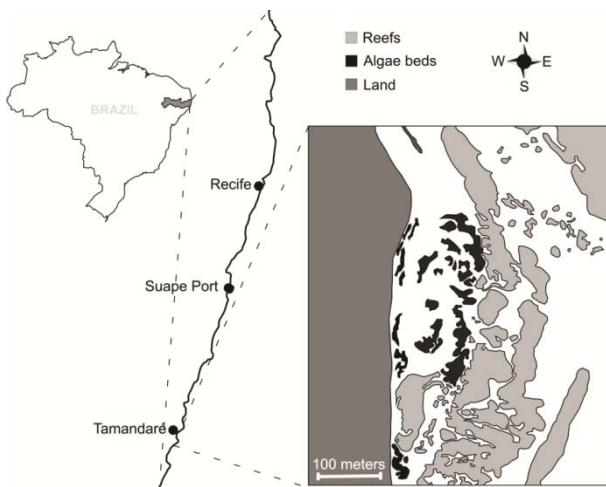 Reefs
Algae beds
Land
N
W E
S
BRAZIL
Recife
Suape Port
Tamandaré
100 meters